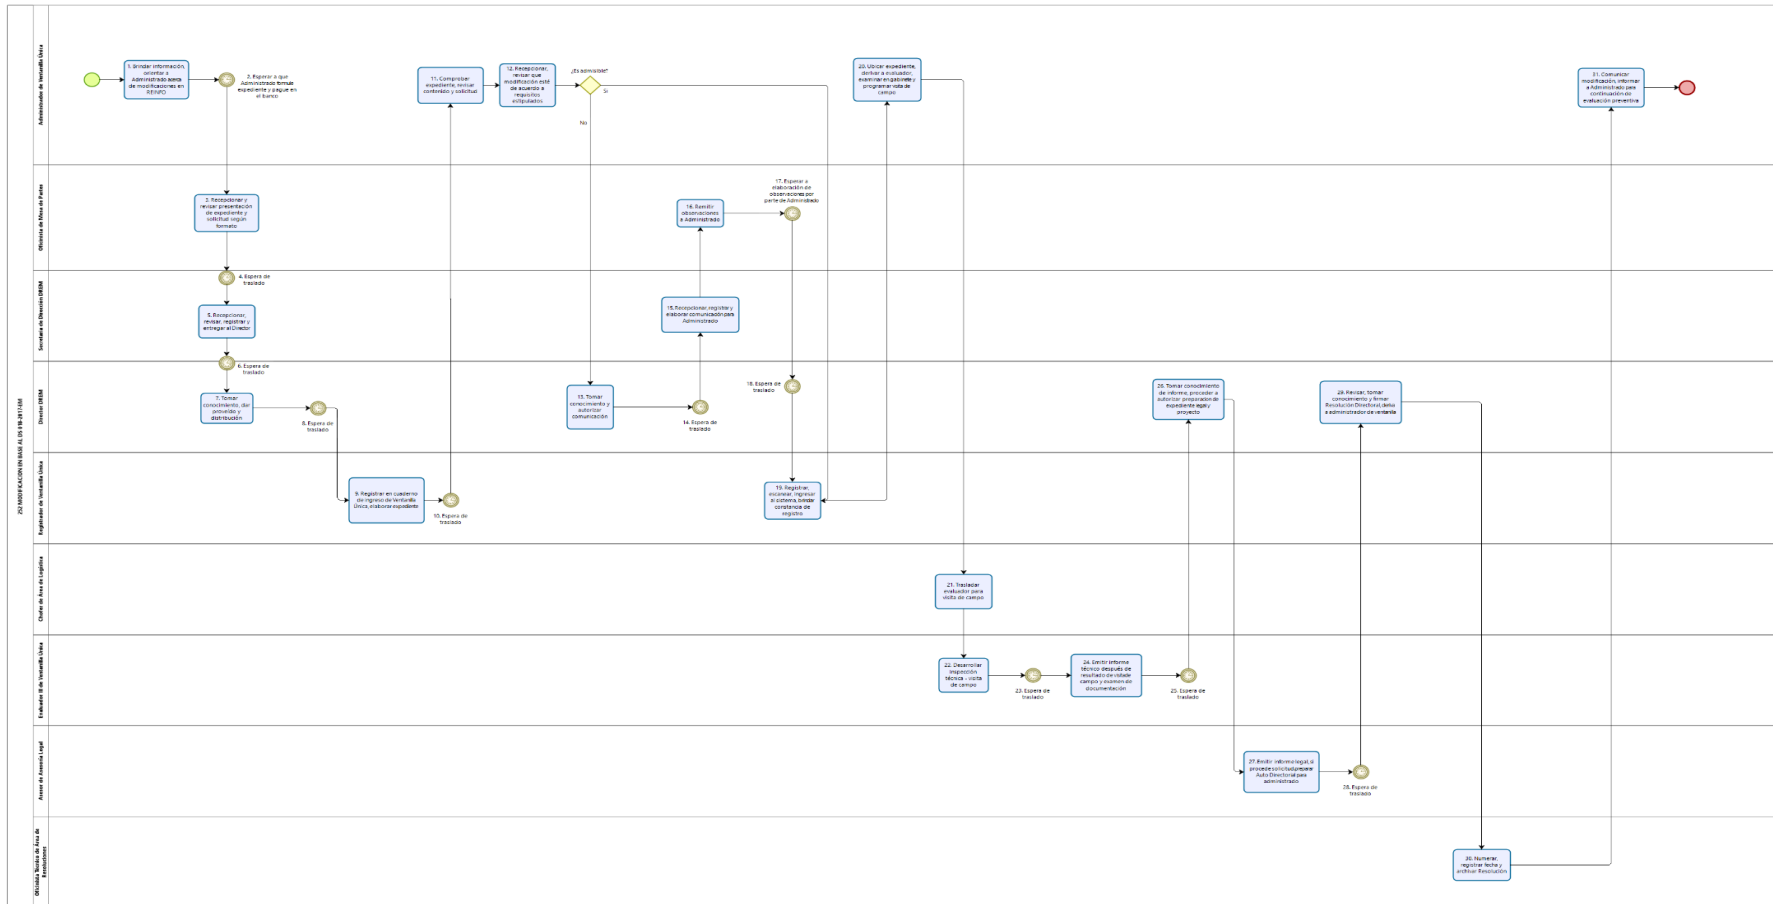 252 MODIFICACION EN BASE AL DS 018-2017-EM
Administrador de Ventanilla Única
1. Brindar información,
orientar a
Administrado acerca
de modificaciones en
REINFO
2. Esperar a que
Administrado formule
expediente y pague en
el banco
11. Comprobar
expediente, revisar
contenido y solicitud
12. Recepcionar,
revisar que
modificación esté
de acuerdo a
requisitos
estipulados
¿Es admisible?
Si
No
20. Ubicar expediente,
derivar a evaluador,
examinar en gabinete y
programar visita de
campo
31. Comunicar
modificación, informar
a Administrado para
continuación de
evaluación preventiva
Oficinista de Mesa de Partes
3. Recepcionar y
revisar presentación
de expediente y
solicitud según
formato
16. Remitir
observaciones
a Administrado
17. Esperar a
elaboración de
observaciones por
parte de Administrado
Secretaria de Dirección DREM
4. Espera de
traslado
5. Recepcionar,
revisar, registrar y
entregar al Director
15. Recepcionar, registrar y
elaborar comunicación para
Administrado
Director DREM
6. Espera de
traslado
7. Tomar
conocimiento, dar
proveído y
distribución
8. Espera de
traslado
13. Tomar
conocimiento y
autorizar
comunicación
14. Espera de
traslado
18. Espera de
traslado
26. Tomar conocimiento
de informe, proceder a
autorizar preparación de
expediente legal y
proyecto
29. Revisar, tomar
conocimiento y firmar
Resolución Directoral, deriva
a administrador de ventanilla
Registrador de Ventanilla Única
9. Registrar en cuaderno
de ingreso de Ventanilla
Única, elaborar expediente
10. Espera de
traslado
19. Registrar,
escanear, ingresar
al sistema, brindar
constancia de
registro
Chofer de Área de Logística
21. Trasladar
evaluador para
visita de campo
Evaluador III de Ventanilla Única
22. Desarrollar
inspección
técnica - visita
de campo
23. Espera de
traslado
24. Emitir informe
técnico después de
resultado de vista de
campo y examen de
documentación
25. Espera de
traslado
Asesor de Asesoría Legal
27. Emitir informe legal, si
procede solicitud preparar
Auto Directorial para
administrado
28. Espera de
traslado
Oficinista Técnico de Área de
Resoluciones
30. Numerar,
registrar fecha y
archivar Resolución